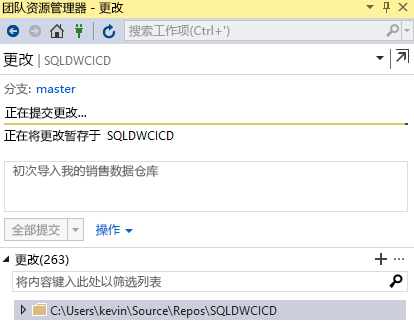 团队资源管理器 - 更改
搜索工作项(Ctrl+')
更改 | SQLDWCICD
分支: master
正在提交更改...
正在将更改暂存于 SQLDWCICD
初次导入我的销售数据仓库
全部提交 操作
更改(263)
将内容键入此处以筛选列表
C:\Users\kevin\Source\Repos\SQLDWCICD